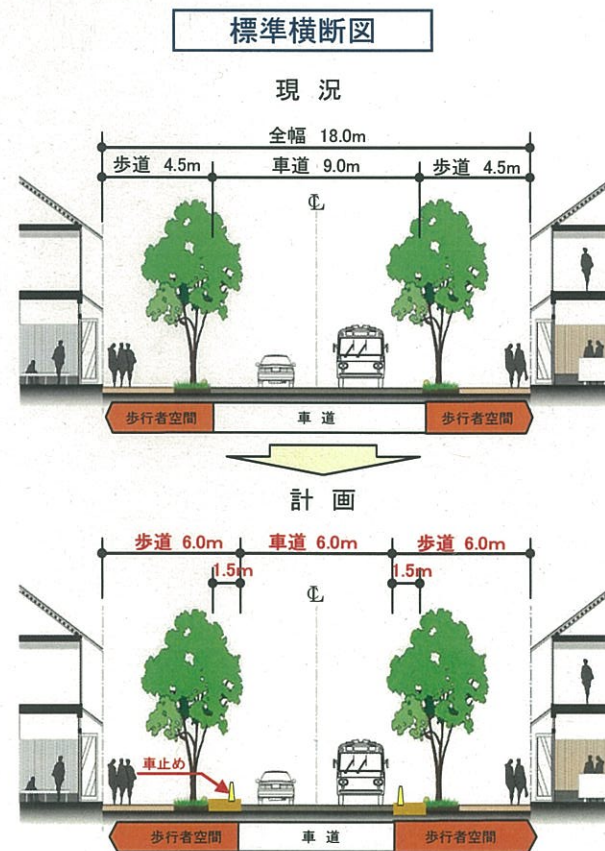 標準横断図
現況
全幅 18.0m
歩道 4.5m 車道 9.0m 歩道 4.5m
℄
歩行者空間 車道 歩行者空間
計画
歩道 6.0m 車道 6.0m 歩道 6.0m
1.5m 1.5m
℄
車止め
歩行者空間 車道 歩行者空間